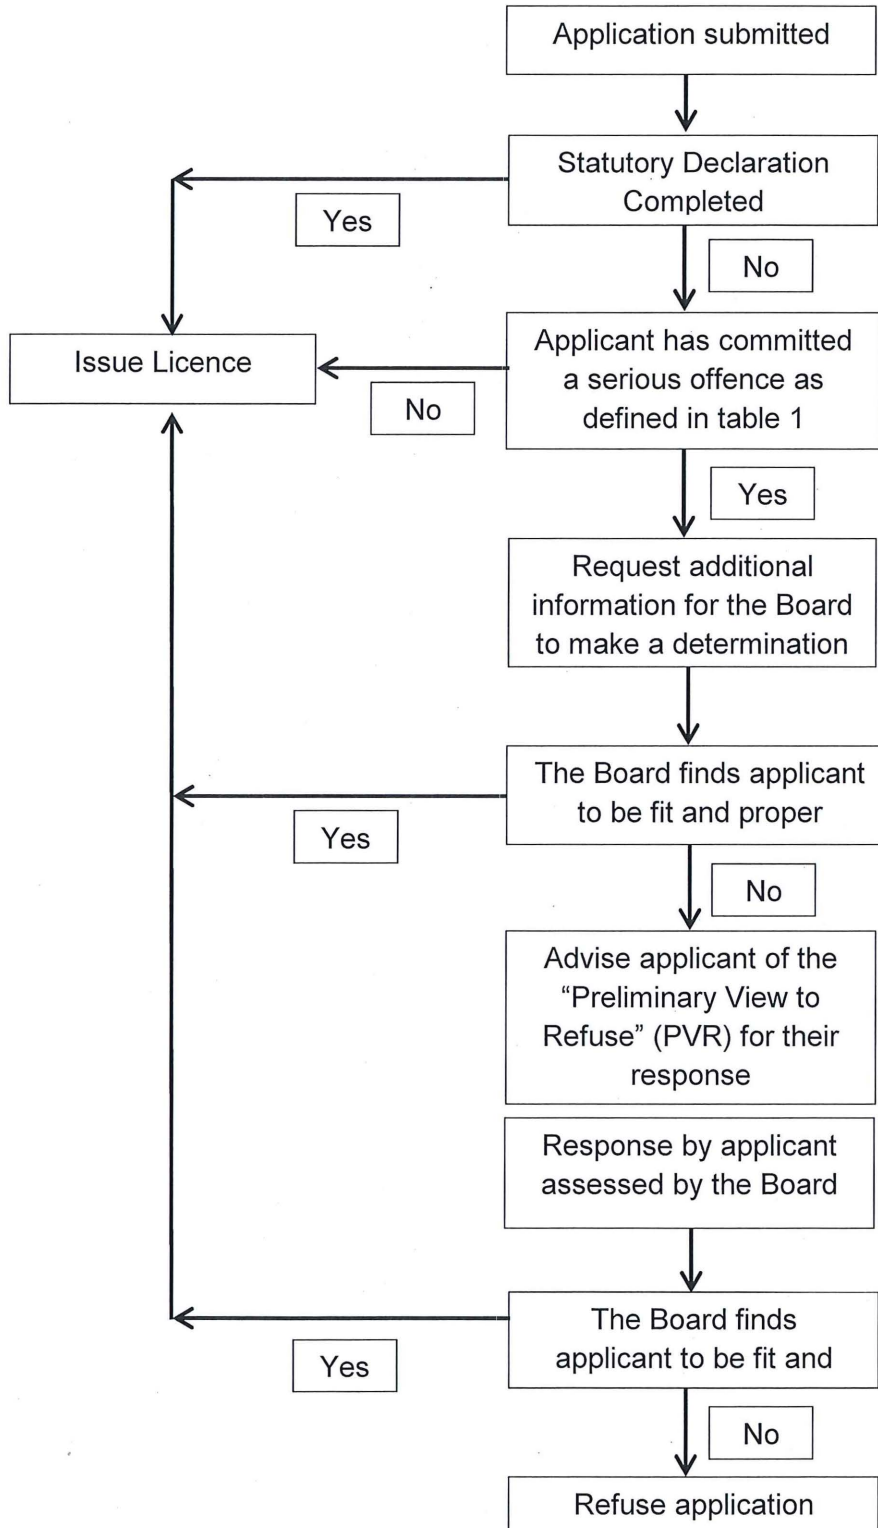 Application submitted
Statutory Declaration
Completed
Yes
No
Issue Licence
Applicant has committed
a serious offence as
defined in table 1
No
Yes
Request additional
information for the Board
to make a determination
The Board finds applicant
to be fit and proper
Yes
No
Advise applicant of the
“Preliminary View to
Refuse” (PVR) for their
response
Response by applicant
assessed by the Board
The Board finds
applicant to be fit and
Yes
No
Refuse application